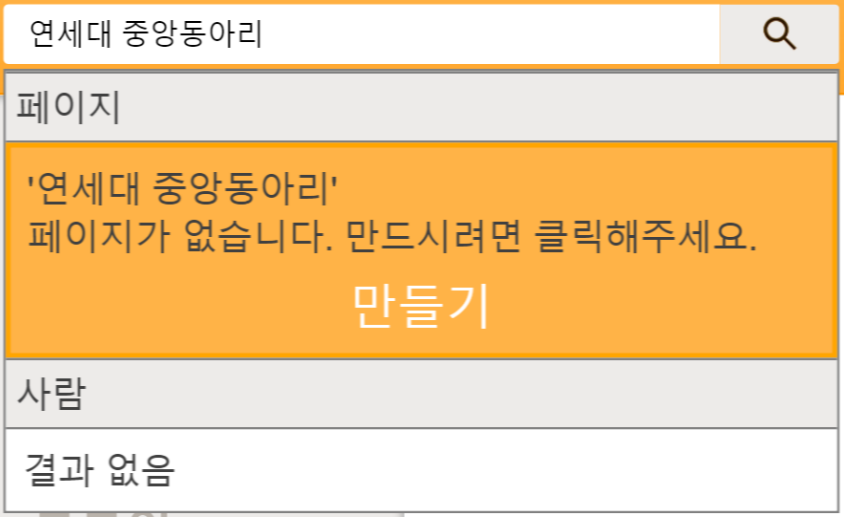 연세대 중앙동아리
페이지
'연세대 중앙동아리'
페이지가 없습니다. 만드시려면 클릭해주세요.
만들기
사람
결과 없음